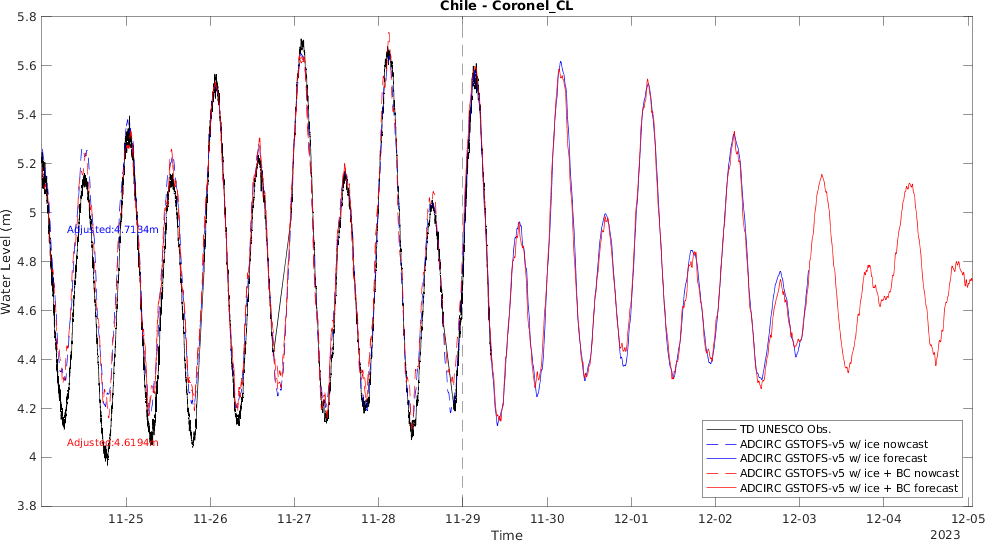 Chile - Coronel_CL
5.8
5.6
5.4
5.2
5
4.8
4.6
4.4
4.2
4
3.8
Water Level (m)
Adjusted:4.7134m
Adjusted:4.6194m
TD UNESCO Obs.
ADCIRC GSTOFS-v5 w/ ice nowcast
ADCIRC GSTOFS-v5 w/ ice forecast
ADCIRC GSTOFS-v5 w/ ice + BC nowcast
ADCIRC GSTOFS-v5 w/ ice + BC forecast
11-25 11-26 11-27 11-28 11-29 11-30 12-01 12-02 12-03 12-04 12-05
Time
2023